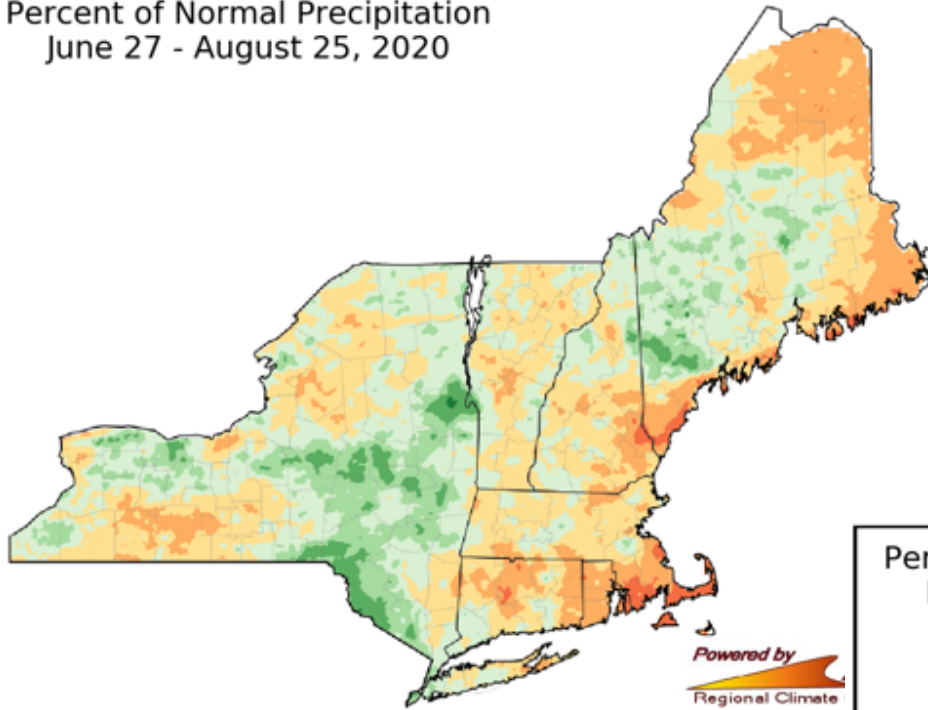 Percent of Normal Precipitation
June 27 - August 25, 2020
Powered by
Regional Climate